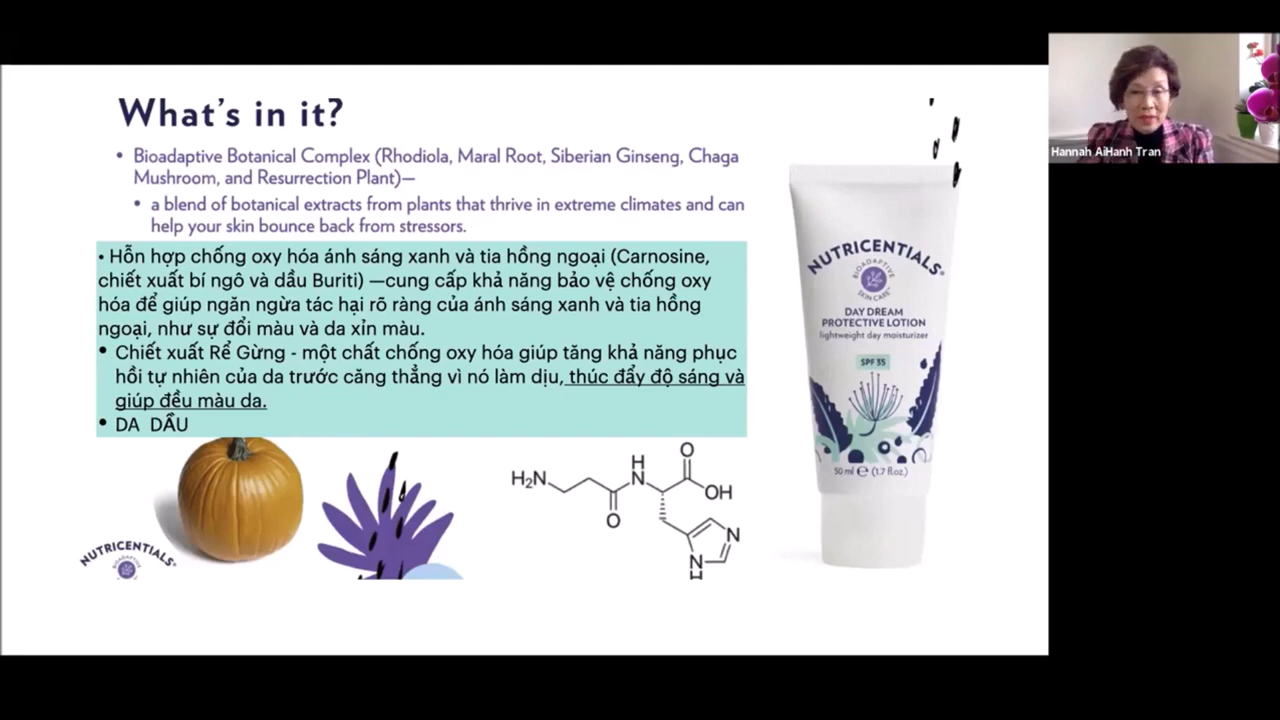 What's in it?
• Bioadaptive Botanical Complex (Rhodiola, Maral Root, Siberian Ginseng, Chaga
Mushroom, and Resurrection Plant)—
• a blend of botanical extracts from plants that thrive in extreme climates and can
help your skin bounce back from stressors.
• Hỗn hợp chống oxy hóa ánh sáng xanh và tia hồng ngoại (Carnosine,
chiết xuất bí ngô và dầu Buriti) —cung cấp khả năng bảo vệ chống oxy
hóa để giúp ngăn ngừa tác hại rõ ràng của ánh sáng xanh và tia hồng
ngoại, như sự đổi màu và da xỉn màu.
• Chiết xuất Rể Gừng - một chất chống oxy hóa giúp tăng khả năng phục
hồi tự nhiên của da trước căng thẳng vì nó làm dịu, thúc đẩy độ sáng và
giúp đều màu da.
• DA DẦU
H₂N
O
H
N
O
OH
N
N
H
NUTRICENTIALS®
BIOADAPTIVE
NUTRICENTIALS®
BIOADAPTIVE
SKIN CARE™
DAY DREAM
PROTECTIVE LOTION
lightweight day moisturizer
SPF 35
50 ml e (1.7 fl.oz.)
Hannah AiHanh Tran